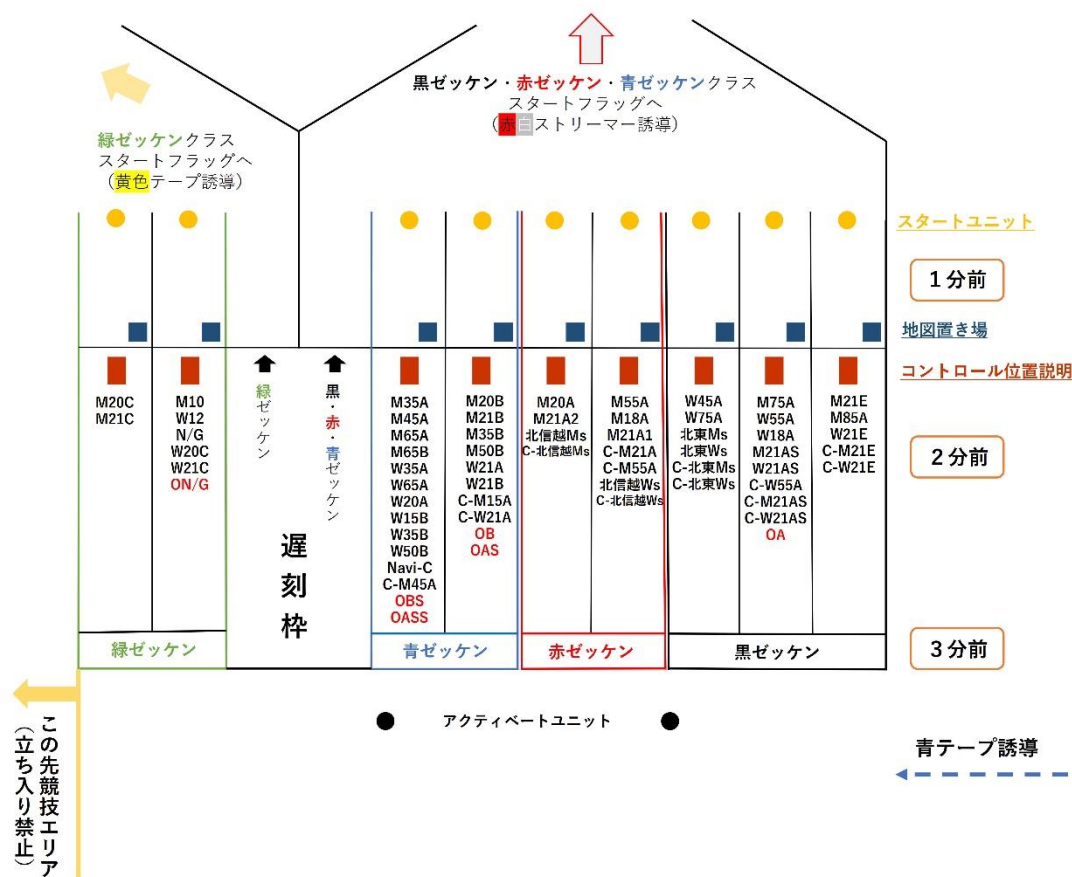 黒ゼッケン・赤ゼッケン・青ゼッケンクラス
スタートフラッグへ
(赤白ストリーマー誘導)
緑ゼッケンクラス
スタートフラッグへ
(黄色テープ誘導)
スタートユニット
1分前
地図置き場
コントロール位置説明
M20C
M21C
M10
W12
N/G
W20C
W21C
ON/G
緑ゼッケン
黒・赤・青ゼッケン
遅刻枠
M35A
M45A
M65A
M65B
W35A
W65A
W20A
W15B
W35B
W50B
Navi-C
C-M45A
OBS
OASS
M20B
M21B
M35B
M50B
W21A
W21B
C-M15A
C-W21A
OB
OAS
M20A
M21A2
北信越Ms
C-北信越Ms
M55A
M18A
M21A1
C-M21A
C-M55A
北信越Ws
C-北信越Ws
W45A
W75A
北東Ms
北東Ws
C-北東Ms
C-北東Ws
M75A
W55A
W18A
M21AS
W21AS
C-W55A
C-M21AS
C-W21AS
OA
M21E
M85A
W21E
C-M21E
C-W21E
2分前
緑ゼッケン
青ゼッケン
赤ゼッケン
黒ゼッケン
3分前
アクティベートユニット
青テープ誘導
この先競技エリア
(立ち入り禁止)